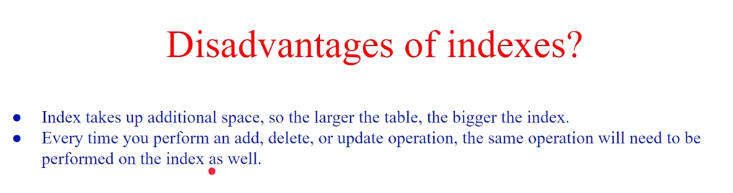 Disadvantages of indexes?
● Index takes up additional space, so the larger the table, the bigger the index.
● Every time you perform an add, delete, or update operation, the same operation will need to be
performed on the index as well.